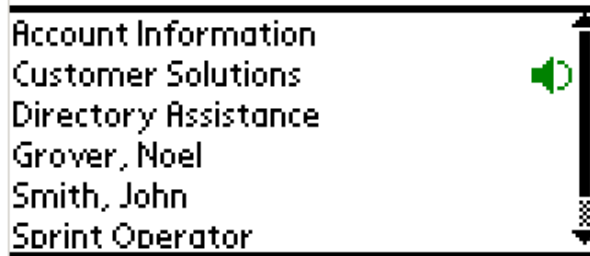 Account Information
Customer Solutions
Directory Assistance
Grover, Noel
Smith, John
Sprint Operator